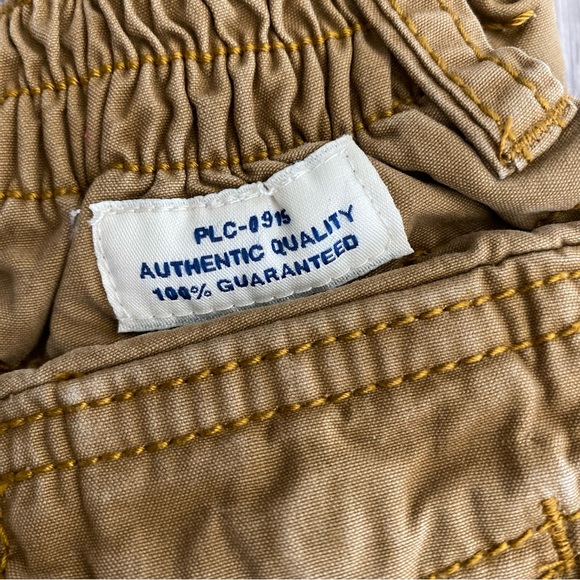 PLC-0915
AUTHENTIC QUALITY
100% GUARANTEED